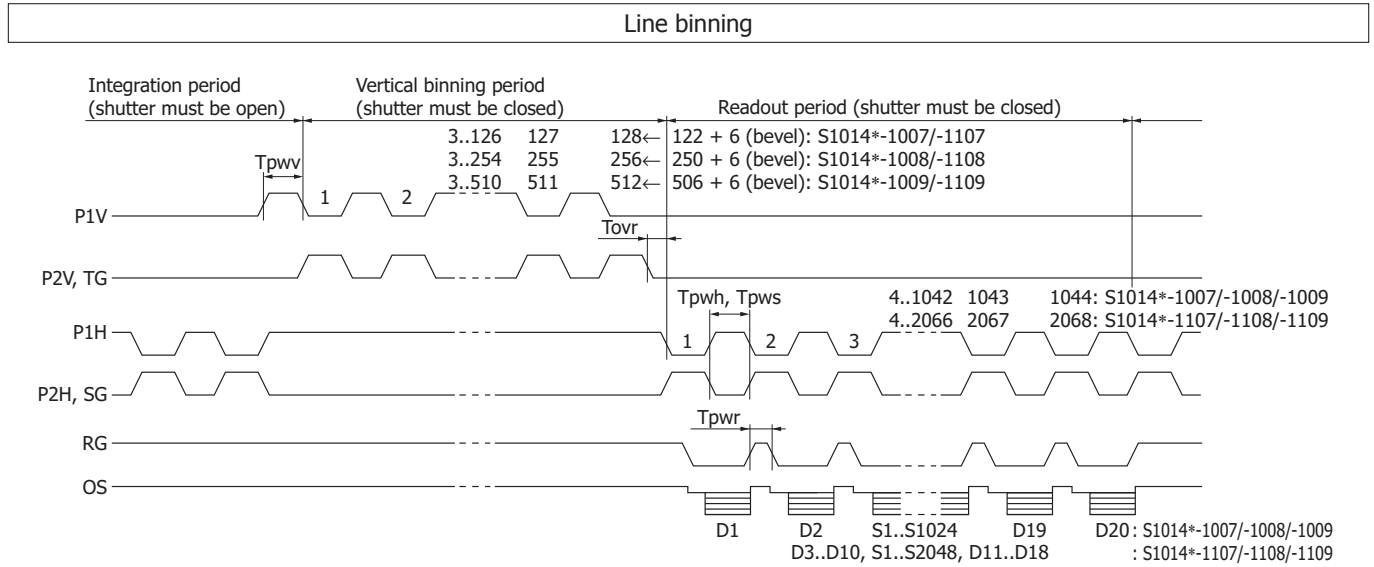 Line binning
Integration period
(shutter must be open)
Vertical binning period
(shutter must be closed)
Readout period (shutter must be closed)
3..126 127 128← 122 + 6 (bevel): S1014*-1007/-1107
3..254 255 256← 250 + 6 (bevel): S1014*-1008/-1108
3..510 511 512← 506 + 6 (bevel): S1014*-1009/-1109
Tpwv
P1V 1 2
Tovr
P2V, TG
Tpwh, Tpws
4..1042 1043 1044: S1014*-1007/-1008/-1009
4..2066 2067 2068: S1014*-1107/-1108/-1109
P1H 1 2 3
P2H, SG
Tpwr
RG
OS
D1 D2 S1..S1024 D19 D20 : S1014*-1007/-1008/-1009
D3..D10, S1..S2048, D11..D18 : S1014*-1107/-1108/-1109